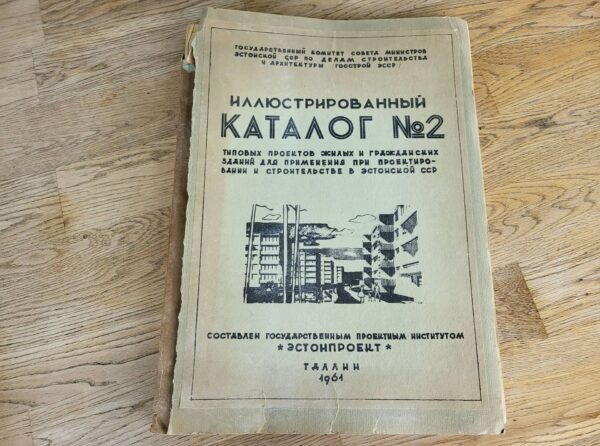 ГОСУДАРСТВЕННЫЙ КОМИТЕТ СОВЕТА МИНИСТРОВ
ЭСТОНСКОЙ ССР ПО ДЕЛАМ СТРОИТЕЛЬСТВА
И АРХИТЕКТУРЫ /ГОССТРОЙ ЭССР/
ИЛЛЮСТРИРОВАННЫЙ
КАТАЛОГ №2
ТИПОВЫХ ПРОЕКТОВ ЖИЛЫХ И ГРАЖДАНСКИХ
ЗДАНИЙ ДЛЯ ПРИМЕНЕНИЯ ПРИ ПРОЕКТИРО-
ВАНИИ И СТРОИТЕЛЬСТВЕ В ЭСТОНСКОЙ ССР
СОСТАВЛЕН ГОСУДАРСТВЕННЫМ ПРОЕКТНЫМ ИНСТИТУТОМ
* ЭСТОНПРОЕКТ *
ТАЛЛИН
1961